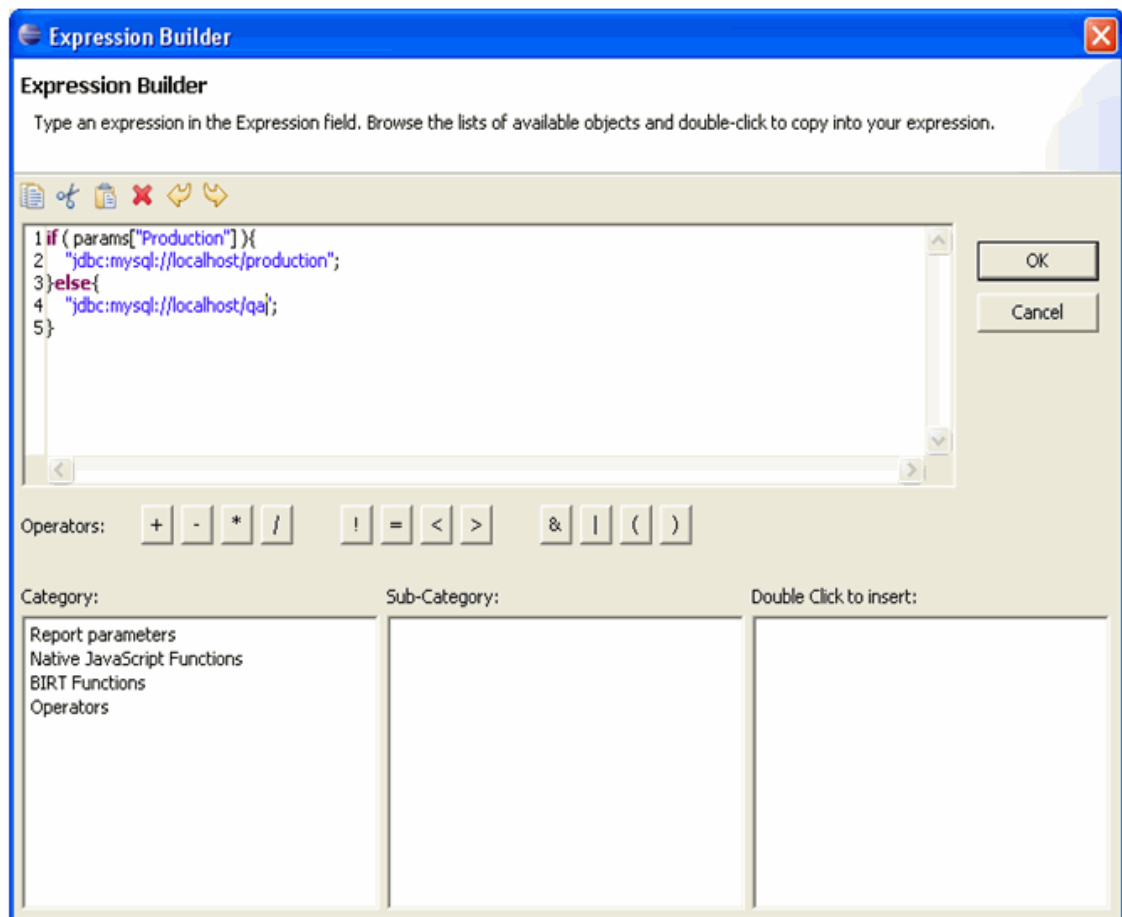 Expression Builder
Expression Builder
Type an expression in the Expression field. Browse the lists of available objects and double-click to copy into your expression.
1 if ( params["Production"] ){
2 "jdbc:mysql://localhost/production";
3 }else{
4 "jdbc:mysql://localhost/qa";
5 }
OK
Cancel
Operators: + - * / ! = < > & | ( )
Category: Sub-Category: Double Click to insert:
Report parameters
Native JavaScript Functions
BIRT Functions
Operators